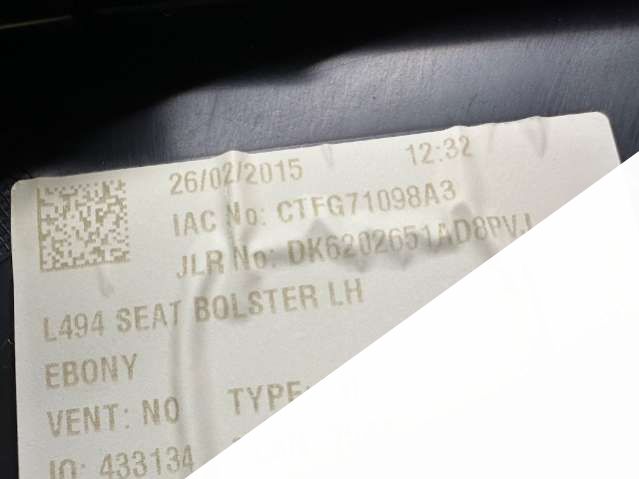 26/02/2015 12:32
IAC No: CTFG71098A3
JLR No: DK6202651AD8PVJ
L494 SEAT BOLSTER LH
EBONY
VENT: NO TYPE:
JO: 433134